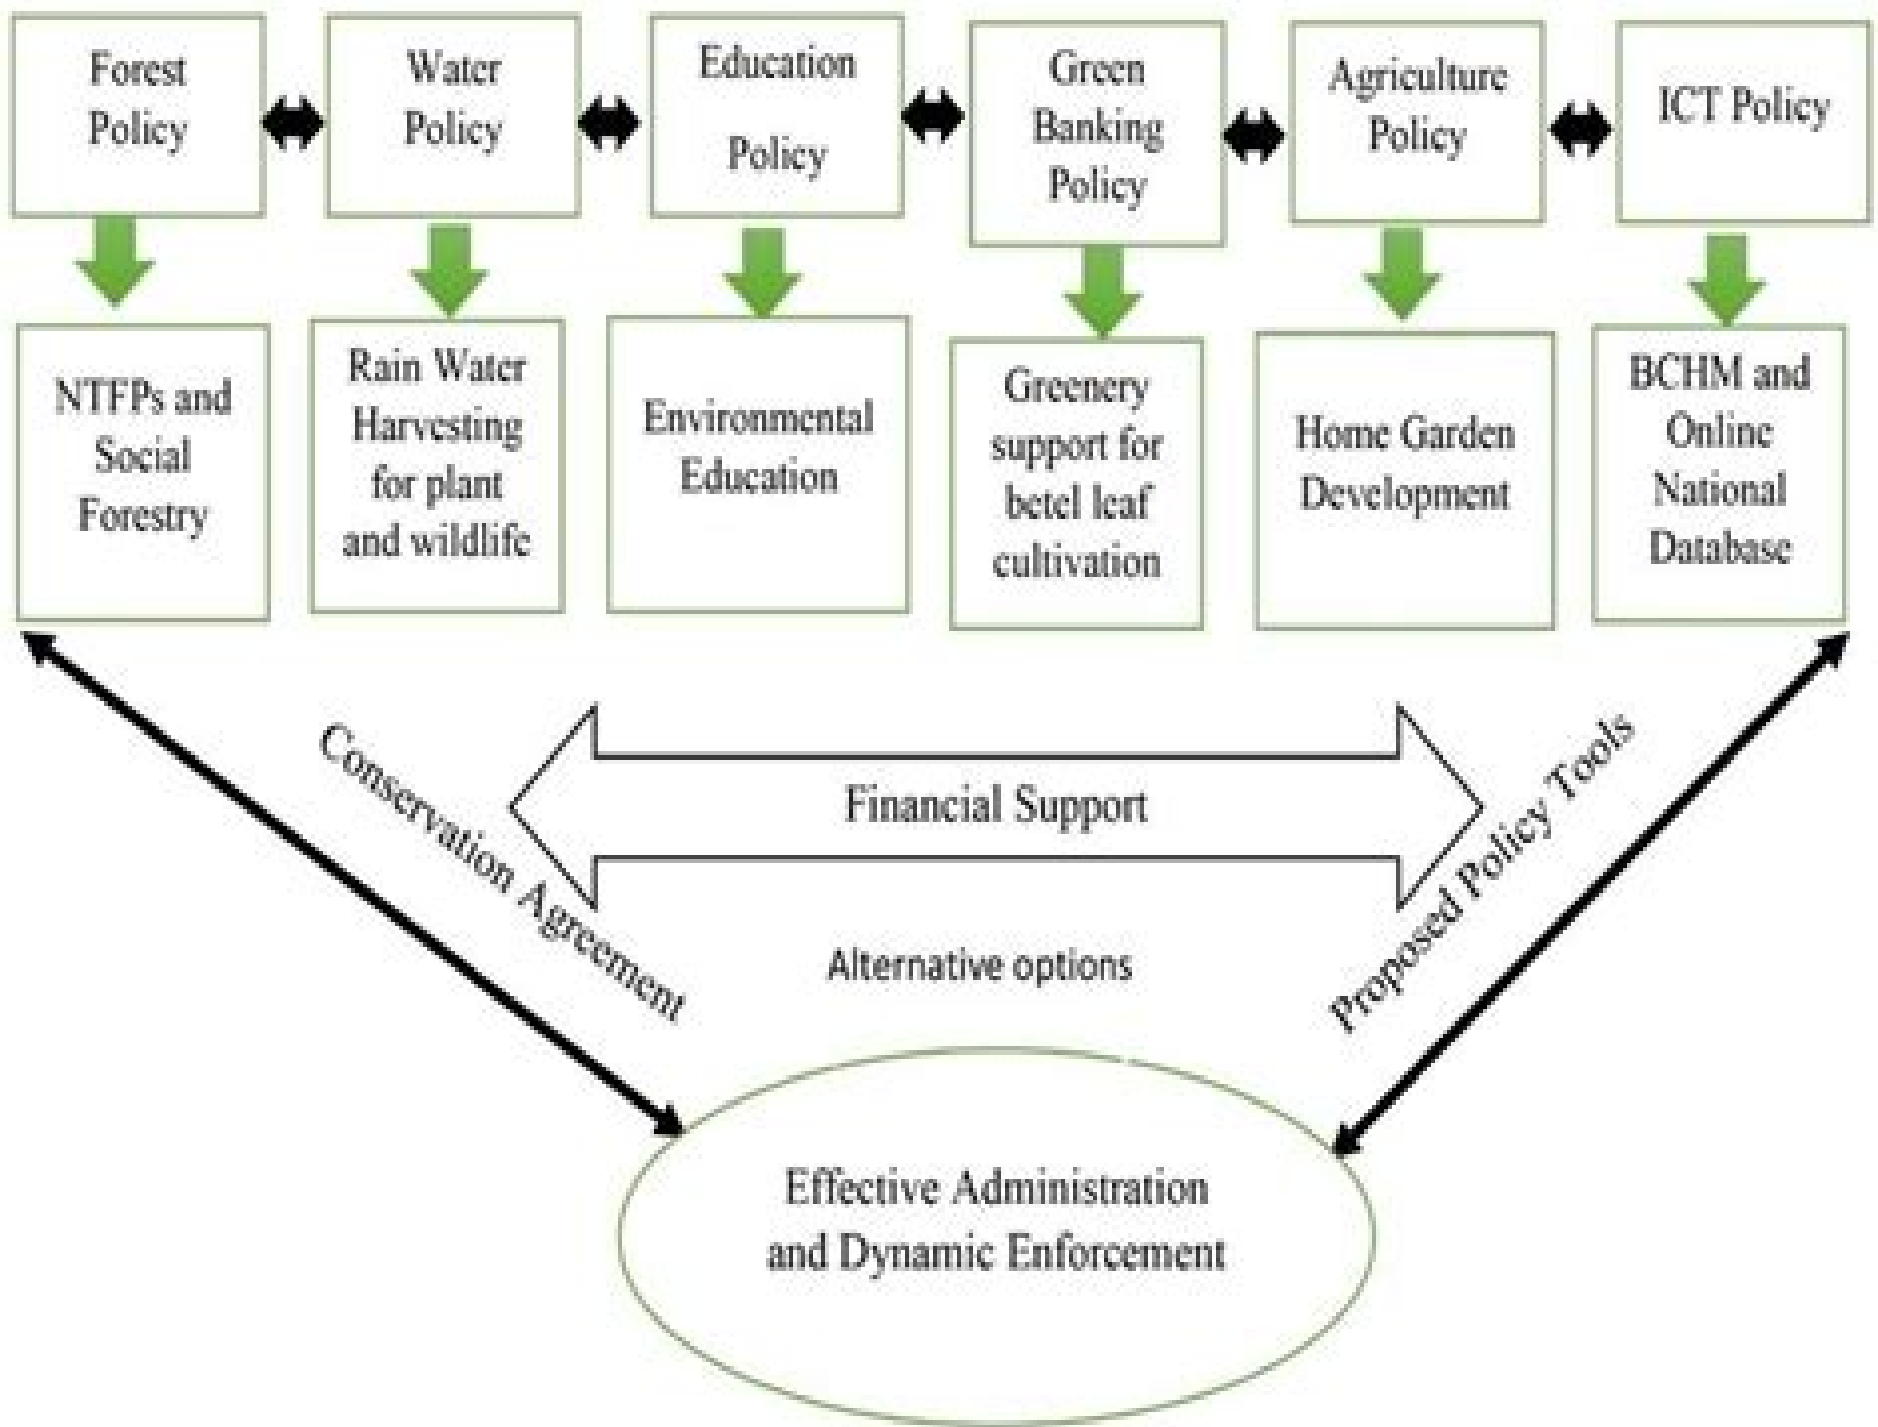 Forest
Policy
Water
Policy
Education
Policy
Green
Banking
Policy
Agriculture
Policy
ICT Policy
NTFPs and
Social
Forestry
Rain Water
Harvesting
for plant
and wildlife
Environmental
Education
Greenery
support for
betel leaf
cultivation
Home Garden
Development
BCHM and
Online
National
Database
Conservation Agreement
Financial Support
Proposed Policy Tools
Alternative options
Effective Administration
and Dynamic Enforcement